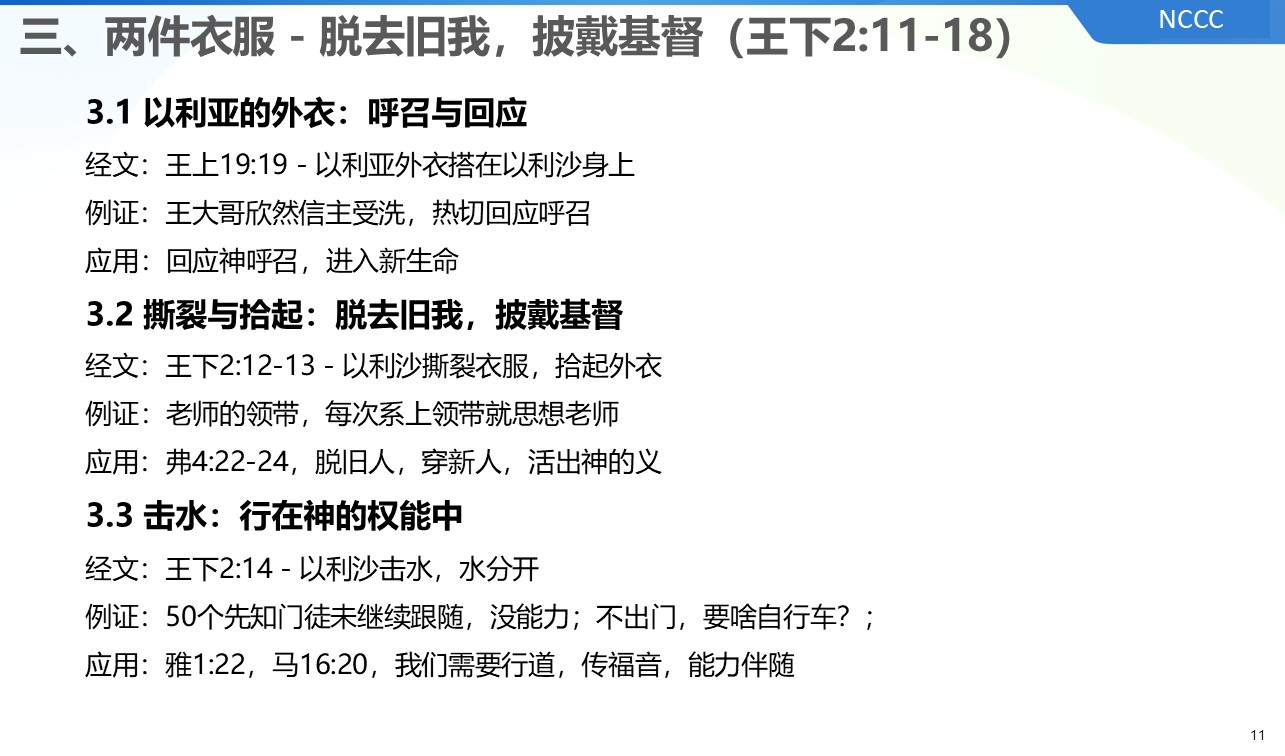 三、两件衣服 - 脱去旧我，披戴基督（王下2:11-18）
NCCC
3.1 以利亚的外衣：呼召与回应
经文：王上19:19 - 以利亚外衣搭在以利沙身上
例证：王大哥欣然信主受洗，热切回应呼召
应用：回应神呼召，进入新生命
3.2 撕裂与拾起：脱去旧我，披戴基督
经文：王下2:12-13 - 以利沙撕裂衣服，拾起外衣
例证：老师的领带，每次系上领带就思想老师
应用：弗4:22-24，脱旧人，穿新人，活出神的义
3.3 击水：行在神的权能中
经文：王下2:14 - 以利沙击水，水分开
例证：50个先知门徒未继续跟随，没能力；不出门，要啥自行车？；
应用：雅1:22，马16:20，我们需要行道，传福音，能力伴随
11